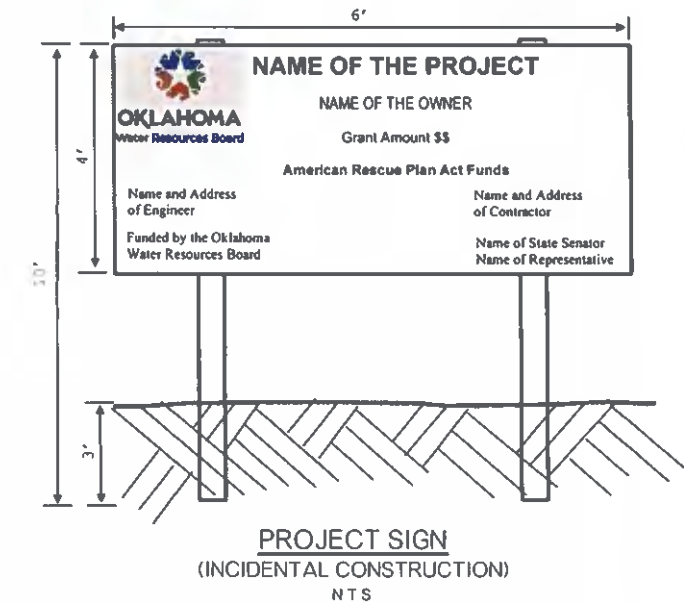 6'
OKLAHOMA
Water Resources Board
NAME OF THE PROJECT
NAME OF THE OWNER
Grant Amount $$
American Rescue Plan Act Funds
Name and Address
of Engineer
Funded by the Oklahoma
Water Resources Board
Name and Address
of Contractor
Name of State Senator
Name of Representative
4'
3'
PROJECT SIGN
(INCIDENTAL CONSTRUCTION)
NTS